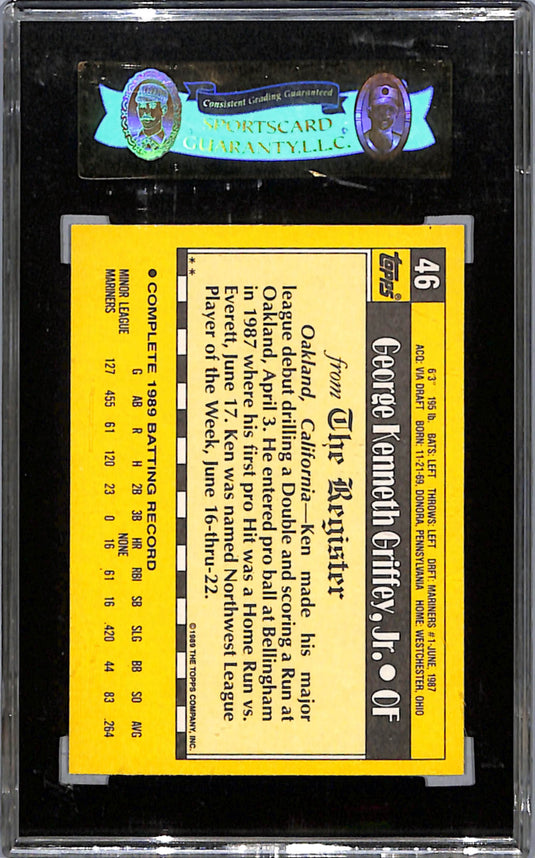 Consistent Grading Guaranteed
SPORTSCARD
GUARANTY,L.L.C.
46
6'3" 195 lb. BATS: LEFT THROWS: LEFT DRFT: MARINERS #1-JUNE, 1987
ACQ: VIA DRAFT BORN: 11-21-69, DONORA, PENNSYLVANIA HOME: WESTCHESTER, OHIO
topps®
George Kenneth Griffey, Jr. • OF
from The Register
Oakland, California—Ken made his major
league debut drilling a Double and scoring a Run at
Oakland, April 3. He entered pro ball at Bellingham
in 1987 where his first pro Hit was a Home Run vs.
Everett, June 17. Ken was named Northwest League
Player of the Week, June 16-thru-22.
** ©1989 THE TOPPS COMPANY, INC.
• COMPLETE 1989 BATTING RECORD
G AB R H 2B 3B HR RBI SB SLG BB SO AVG
MINOR LEAGUE NONE
MARINERS 127 455 61 120 23 0 16 61 16 .420 44 83 .264